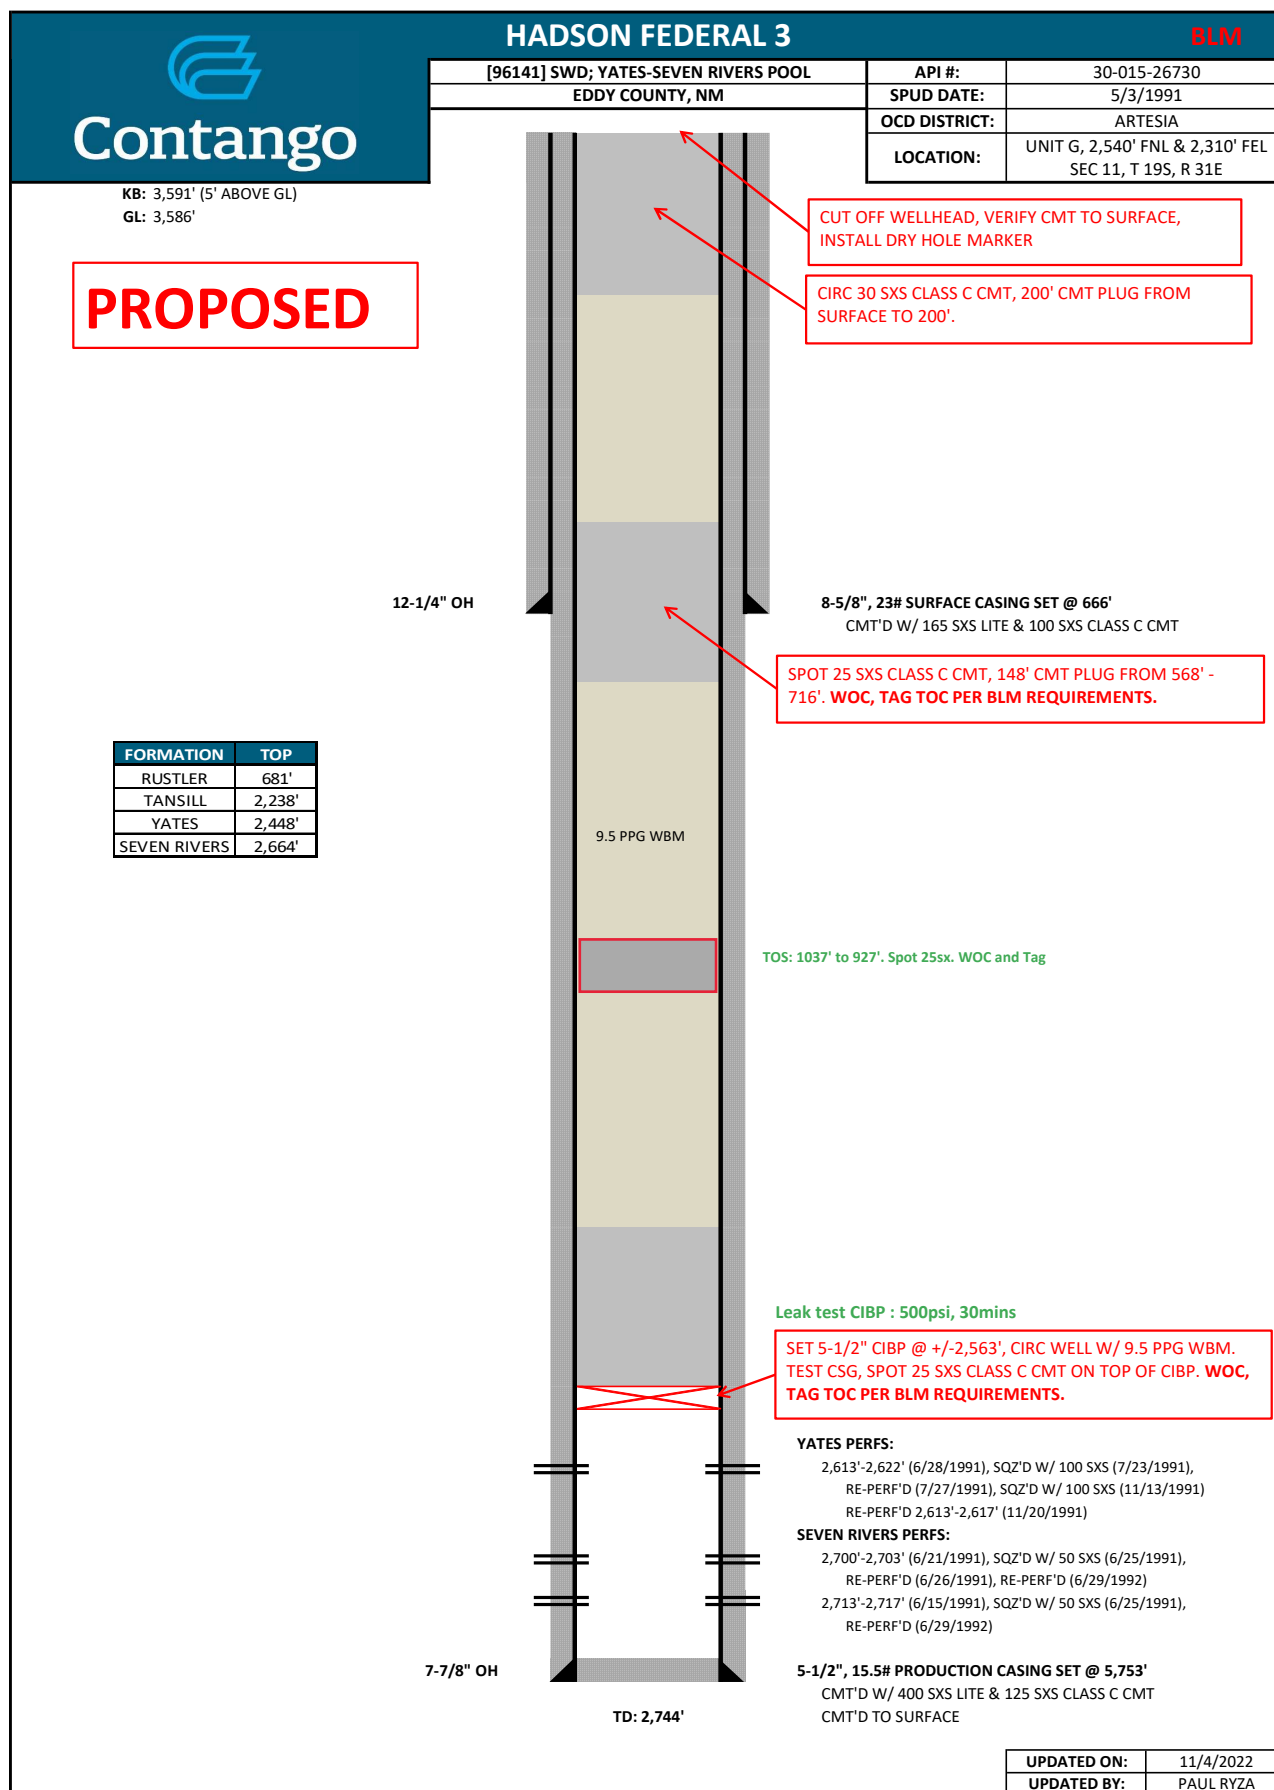 HADSON FEDERAL 3
BLM
Contango
[96141] SWD; YATES-SEVEN RIVERS POOL
EDDY COUNTY, NM
API #: 30-015-26730
SPUD DATE: 5/3/1991
OCD DISTRICT: ARTESIA
LOCATION: UNIT G, 2,540' FNL & 2,310' FEL
SEC 11, T 19S, R 31E
KB: 3,591' (5' ABOVE GL)
GL: 3,586'
PROPOSED
CUT OFF WELLHEAD, VERIFY CMT TO SURFACE,
INSTALL DRY HOLE MARKER
CIRC 30 SXS CLASS C CMT, 200' CMT PLUG FROM
SURFACE TO 200'.
12-1/4" OH
8-5/8", 23# SURFACE CASING SET @ 666'
CMT'D W/ 165 SXS LITE & 100 SXS CLASS C CMT
SPOT 25 SXS CLASS C CMT, 148' CMT PLUG FROM 568' -
716'. WOC, TAG TOC PER BLM REQUIREMENTS.
FORMATION TOP
RUSTLER 681'
TANSILL 2,238'
YATES 2,448'
SEVEN RIVERS 2,664'
9.5 PPG WBM
TOS: 1037' to 927'. Spot 25sx. WOC and Tag
Leak test CIBP : 500psi, 30mins
SET 5-1/2" CIBP @ +/-2,563', CIRC WELL W/ 9.5 PPG WBM.
TEST CSG, SPOT 25 SXS CLASS C CMT ON TOP OF CIBP. WOC,
TAG TOC PER BLM REQUIREMENTS.
YATES PERFS:
2,613'-2,622' (6/28/1991), SQZ'D W/ 100 SXS (7/23/1991),
RE-PERF'D (7/27/1991), SQZ'D W/ 100 SXS (11/13/1991)
RE-PERF'D 2,613'-2,617' (11/20/1991)
SEVEN RIVERS PERFS:
2,700'-2,703' (6/21/1991), SQZ'D W/ 50 SXS (6/25/1991),
RE-PERF'D (6/26/1991), RE-PERF'D (6/29/1992)
2,713'-2,717' (6/15/1991), SQZ'D W/ 50 SXS (6/25/1991),
RE-PERF'D (6/29/1992)
7-7/8" OH
5-1/2", 15.5# PRODUCTION CASING SET @ 5,753'
CMT'D W/ 400 SXS LITE & 125 SXS CLASS C CMT
CMT'D TO SURFACE
TD: 2,744'
UPDATED ON: 11/4/2022
UPDATED BY: PAUL RYZA